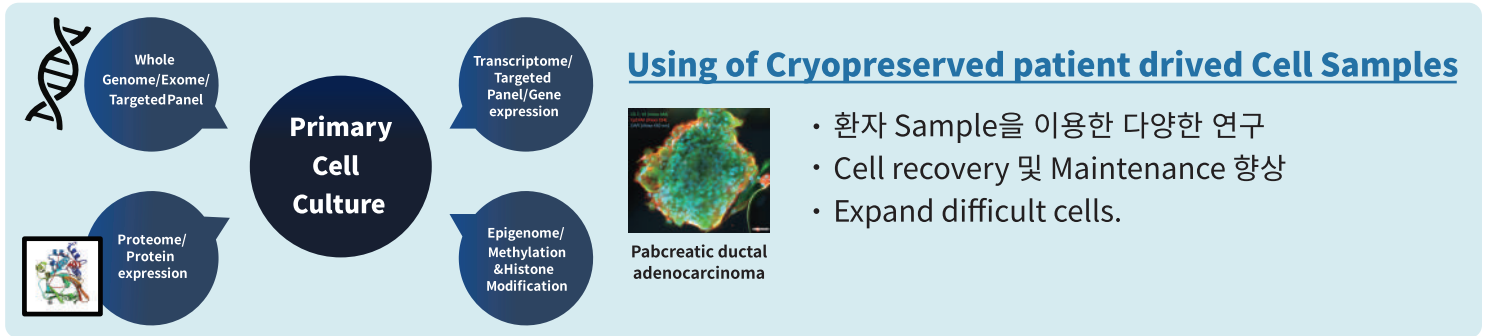 Whole
Genome/Exome/
Targeted Panel
Transcriptome/
Targeted
Panel/Gene
expression
Primary
Cell
Culture
Proteome/
Protein
expression
Epigenome/
Methylation
&Histone
Modification
Using of Cryopreserved patient drived Cell Samples
Pabcreatic ductal
adenocarcinoma
· 환자 Sample을 이용한 다양한 연구
· Cell recovery 및 Maintenance 향상
· Expand difficult cells.